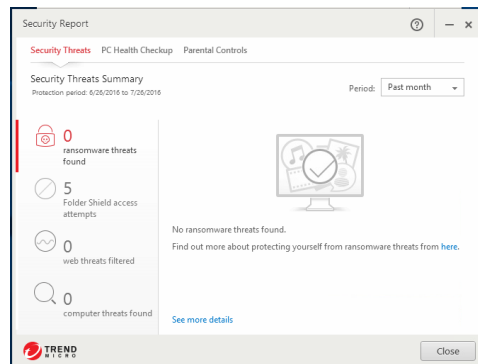 Security Report
Security Threats PC Health Checkup Parental Controls
Security Threats Summary
Protection period: 6/26/2016 to 7/26/2016
Period: Past month
0
ransomware threats
found
5
Folder Shield access
attempts
0
web threats filtered
0
computer threats found
No ransomware threats found.
Find out more about protecting yourself from ransomware threats from here.
See more details
TREND
MICRO
Close